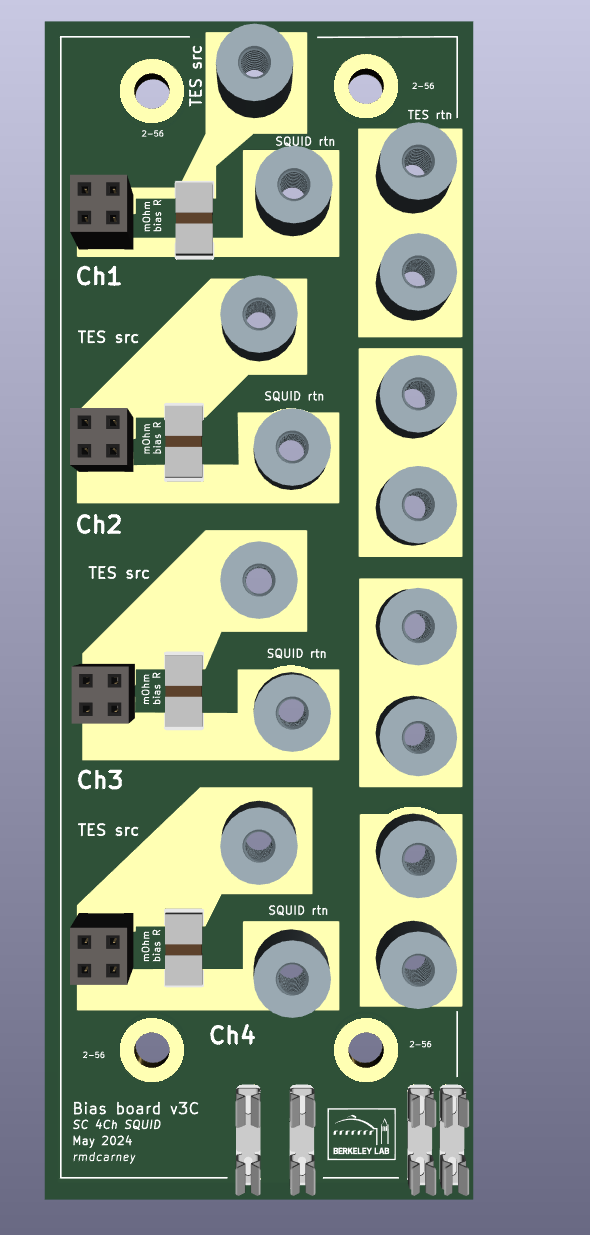 TES src
2-56
TES rtn
2-56
SQUID rtn
mOhm
bias R
Ch1
TES src
SQUID rtn
mOhm
bias R
Ch2
TES src
SQUID rtn
mOhm
bias R
Ch3
TES src
SQUID rtn
mOhm
bias R
Ch4
2-56
2-56
Bias board v3C
SC 4Ch SQUID
May 2024
rmdcarney
BERKELEY LAB